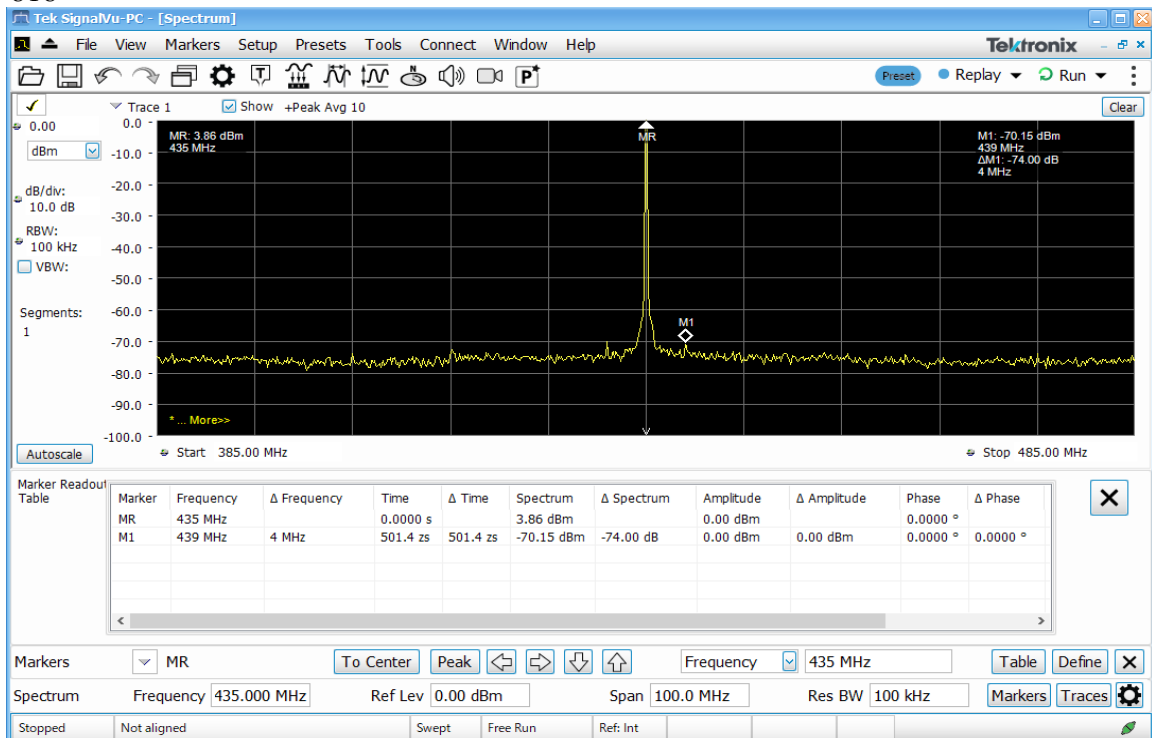 Tek SignalVu-PC - [Spectrum]
File View Markers Setup Presets Tools Connect Window Help Tektronix
Preset Replay Run
Trace 1 Show +Peak Avg 10 Clear
0.00
dBm
dB/div:
10.0 dB
RBW:
100 kHz
VBW:
Segments:
1
Autoscale
0.0
-10.0
-20.0
-30.0
-40.0
-50.0
-60.0
-70.0
-80.0
-90.0
-100.0
MR: 3.86 dBm
435 MHz
MR
M1: -70.15 dBm
439 MHz
ΔM1: -74.00 dB
4 MHz
M1
* ... More>>
Start 385.00 MHz Stop 485.00 MHz
Marker Readout
Table
Marker Frequency Δ Frequency Time Δ Time Spectrum Δ Spectrum Amplitude Δ Amplitude Phase Δ Phase
MR 435 MHz 0.0000 s 3.86 dBm 0.00 dBm 0.0000 °
M1 439 MHz 4 MHz 501.4 zs 501.4 zs -70.15 dBm -74.00 dB 0.00 dBm 0.00 dBm 0.0000 ° 0.0000 °
Markers MR To Center Peak Frequency 435 MHz Table Define
Spectrum Frequency 435.000 MHz Ref Lev 0.00 dBm Span 100.0 MHz Res BW 100 kHz Markers Traces
Stopped Not aligned Swept Free Run Ref: Int